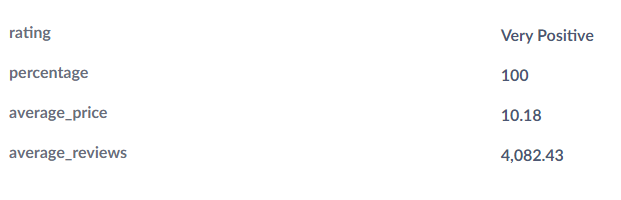 rating Very Positive
percentage 100
average_price 10.18
average_reviews 4,082.43